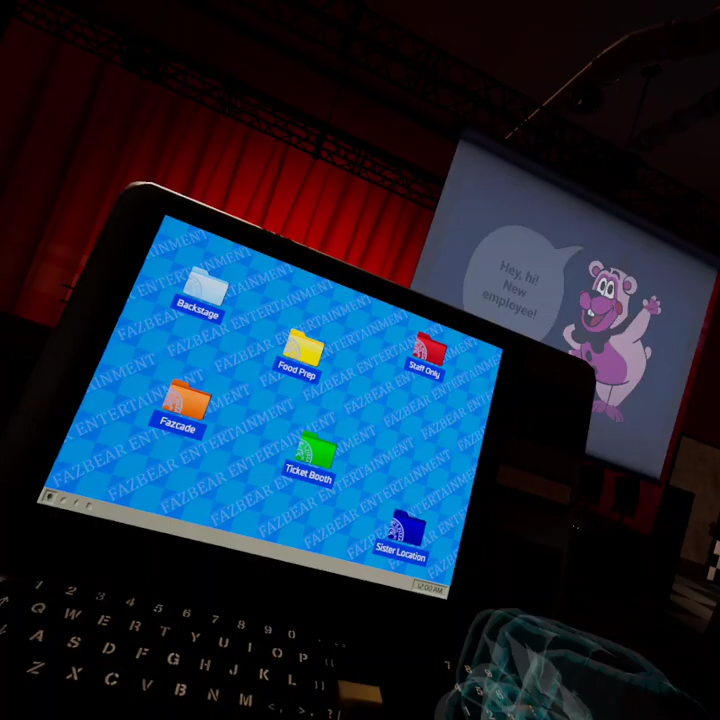 Hey, hi!
New
employee!
FAZBEAR ENTERTAINMENT
Backstage
Food Prep
Staff Only
Fazcade
Ticket Booth
Sister Location
12:00 AM
1 2 3 4 5 6 7 8 9 0
Q W E R T Y U I O P
A S D F G H J K L
Z X C V B N M < , > . ?